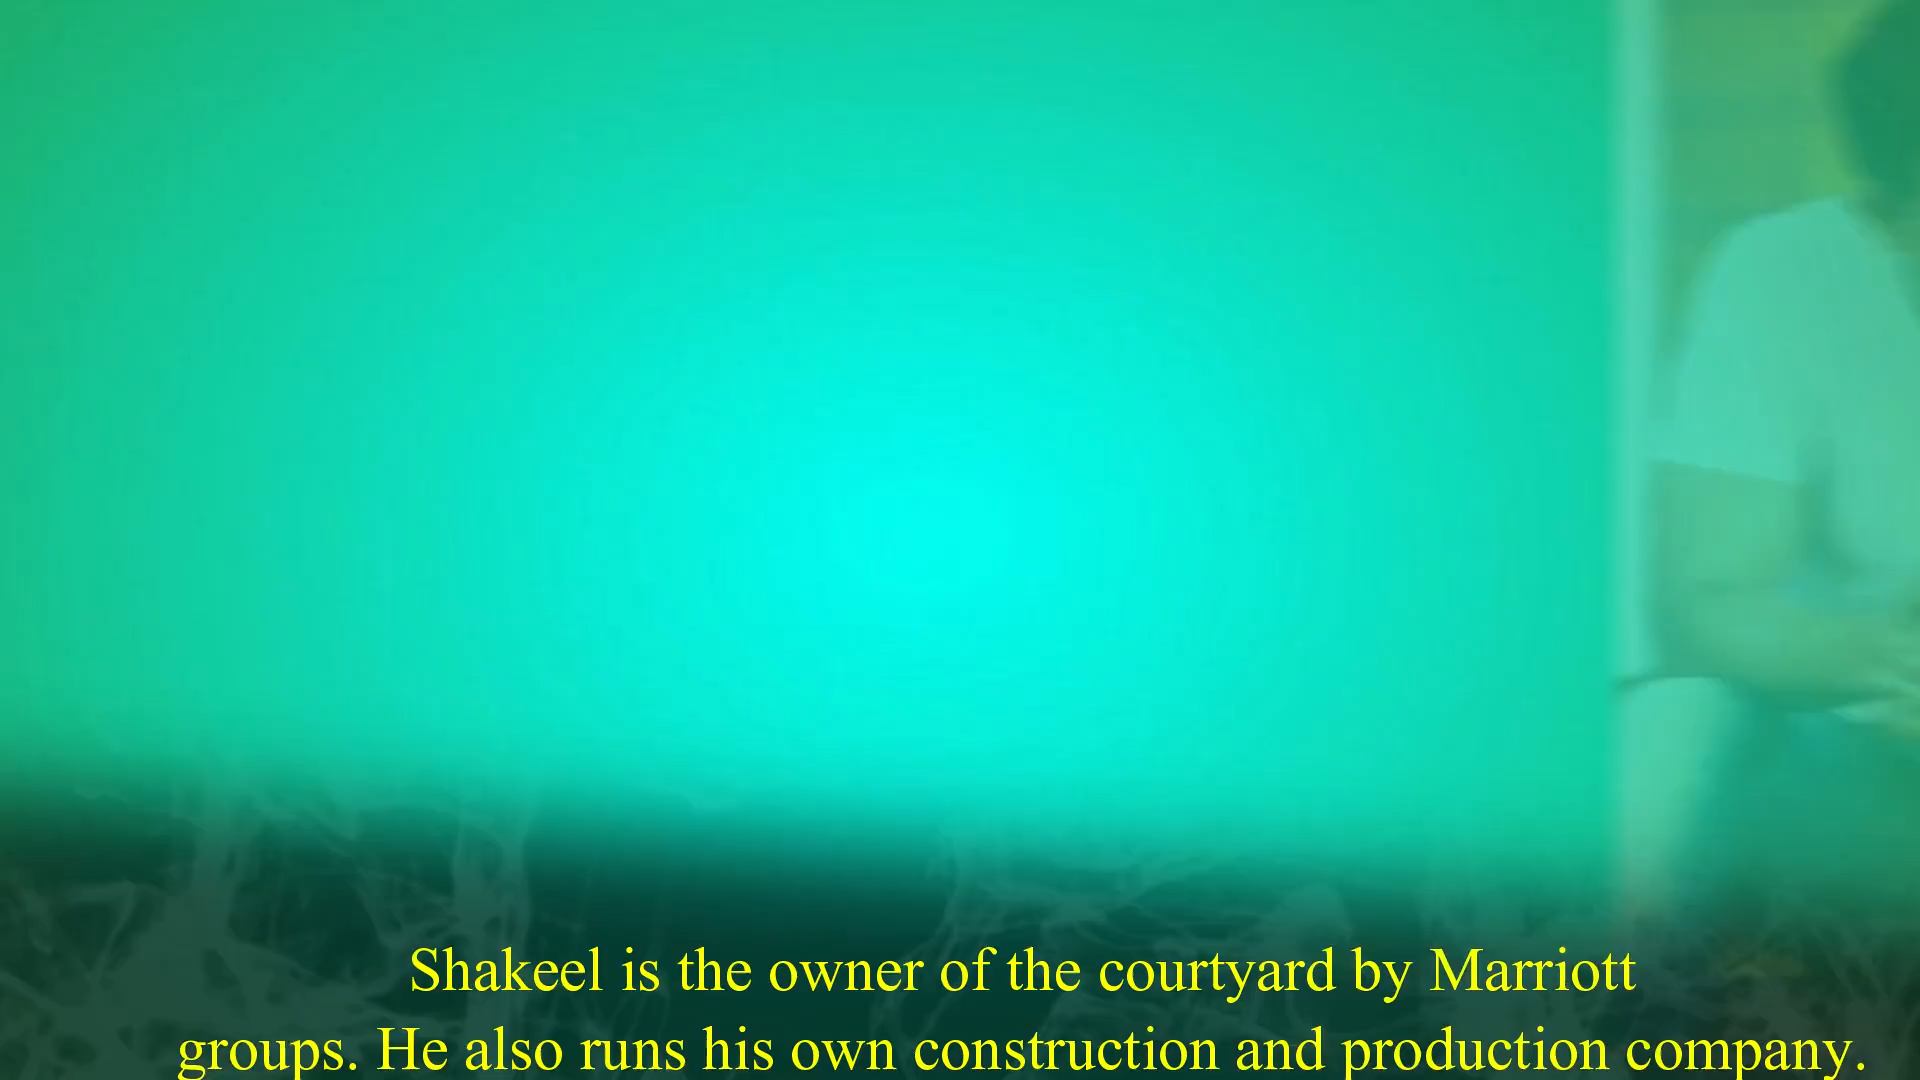 Shakeel is the owner of the courtyard by Marriott
groups. He also runs his own construction and production company.